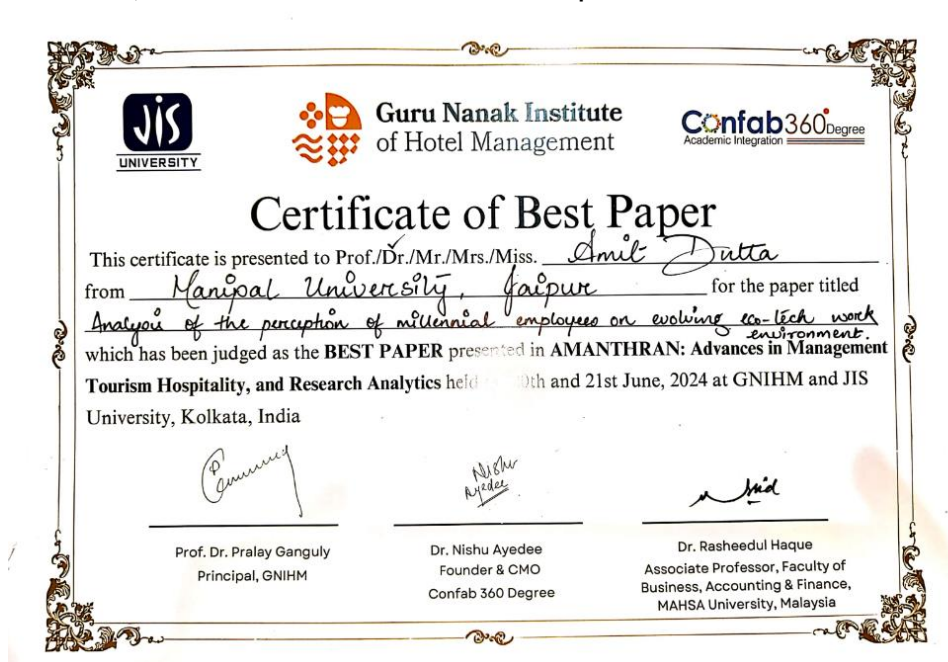 JIS
UNIVERSITY
Guru Nanak Institute
of Hotel Management
Confab360Degree
Academic Integration
Certificate of Best Paper
This certificate is presented to Prof./Dr./Mr./Mrs./Miss. Amit Dutta
from Manipal University, Jaipur for the paper titled
Analysis of the perception of millennial employees on evolving eco-tech work
environment.
which has been judged as the BEST PAPER presented in AMANTHRAN: Advances in Management
Tourism Hospitality, and Research Analytics held 0th and 21st June, 2024 at GNIHM and JIS
University, Kolkata, India
Nishu
Ayedee
Prof. Dr. Pralay Ganguly
Principal, GNIHM
Dr. Nishu Ayedee
Founder & CMO
Confab 360 Degree
Dr. Rasheedul Haque
Associate Professor, Faculty of
Business, Accounting & Finance,
MAHSA University, Malaysia